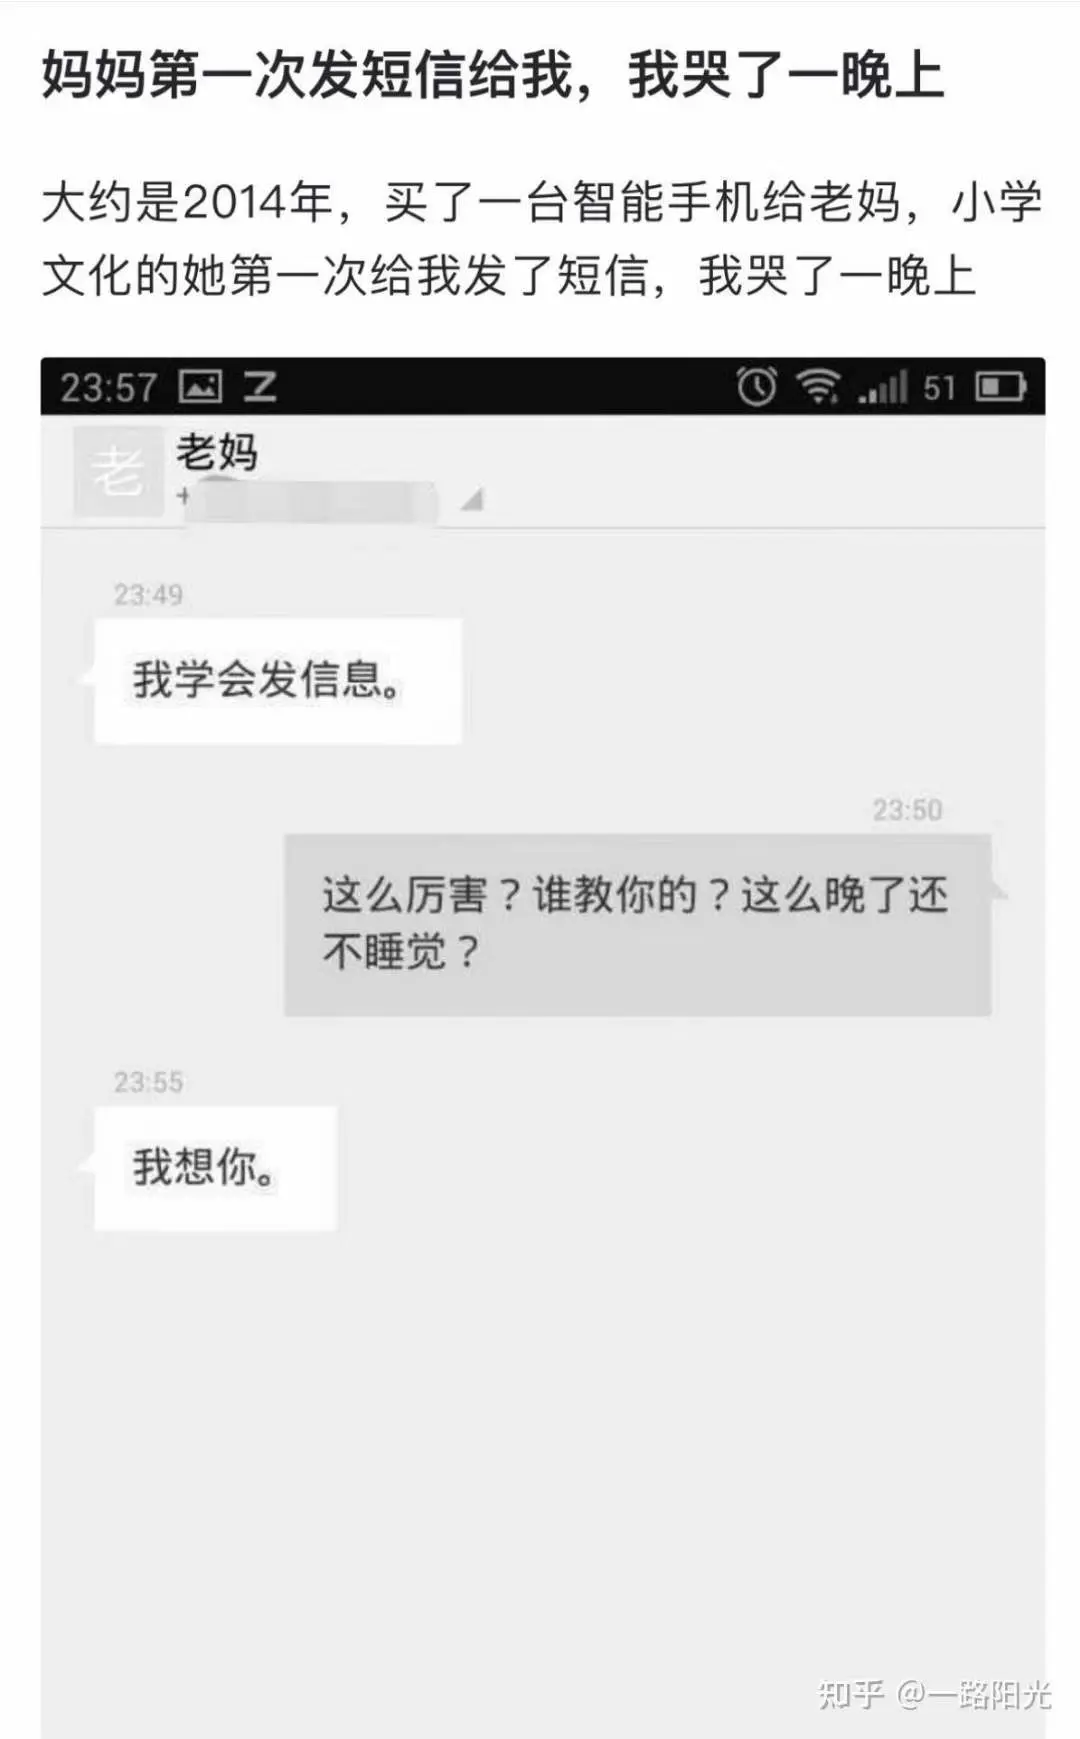 妈妈第一次发短信给我，我哭了一晚上
大约是2014年，买了一台智能手机给老妈，小学
文化的她第一次给我发了短信，我哭了一晚上
23:57 51
老 老妈
+
23:49
我学会发信息。
23:50
这么厉害？谁教你的？这么晚了还
不睡觉？
23:55
我想你。
知乎 @一路阳光